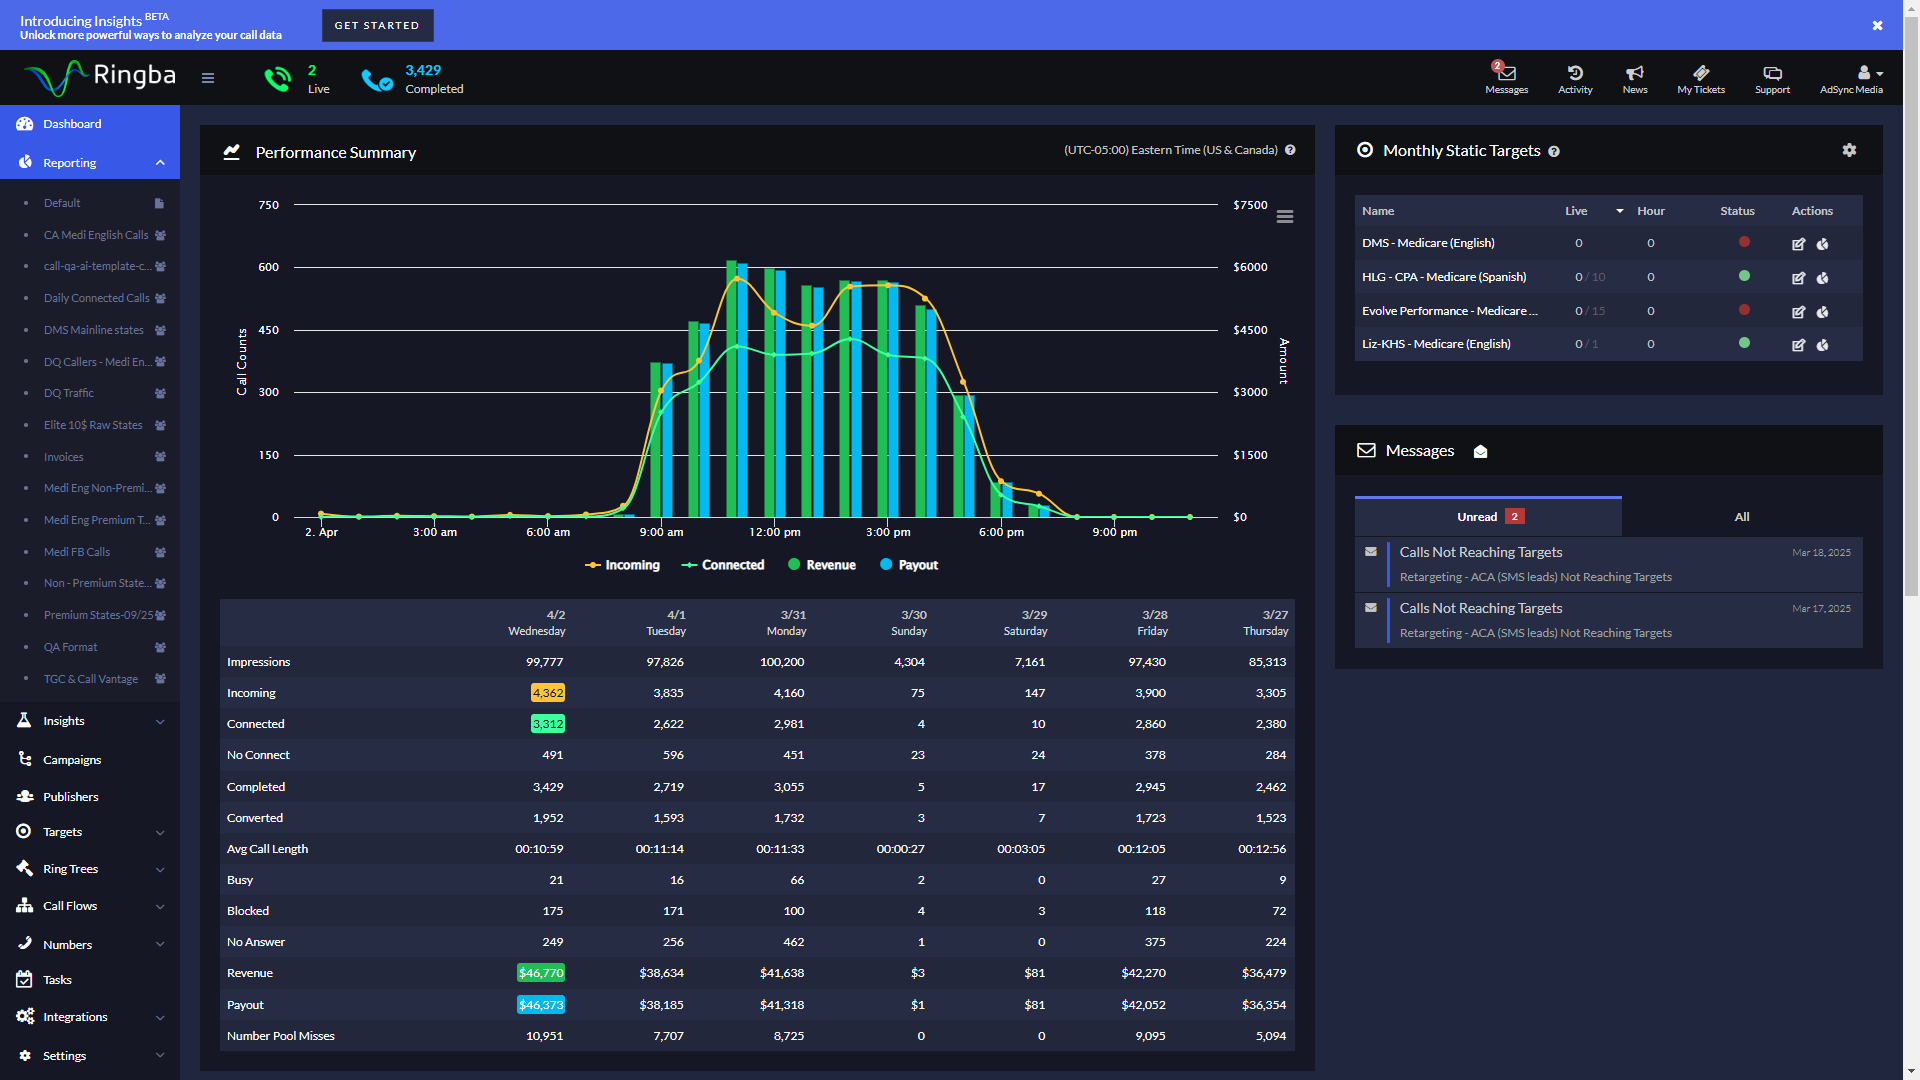 Introducing Insights BETA
Unlock more powerful ways to analyze your call data
GET STARTED
Ringba
2
Live
3,429
Completed
2
Messages
Activity
News
My Tickets
Support
AdSync Media
Dashboard
Reporting
Default
CA Medi English Calls
call-qa-ai-template-c...
Daily Connected Calls
DMS Mainline states
DQ Callers - Medi En...
DQ Traffic
Elite 10$ Raw States
Invoices
Medi Eng Non-Premi...
Medi Eng Premium T...
Medi FB Calls
Non - Premium State...
Premium States-09/25
QA Format
TGC & Call Vantage
Insights
Campaigns
Publishers
Targets
Ring Trees
Call Flows
Numbers
Tasks
Integrations
Settings
Performance Summary
(UTC-05:00) Eastern Time (US & Canada)
750 $7500
600 $6000
450 $4500
300 $3000
150 $1500
0 $0
Call Counts
Amount
2. Apr 3:00 am 6:00 am 9:00 am 12:00 pm 3:00 pm 6:00 pm 9:00 pm
Incoming Connected Revenue Payout
4/2 4/1 3/31 3/30 3/29 3/28 3/27
Wednesday Tuesday Monday Sunday Saturday Friday Thursday
Impressions 99,777 97,826 100,200 4,304 7,161 97,430 85,313
Incoming 4,362 3,835 4,160 75 147 3,900 3,305
Connected 3,312 2,622 2,981 4 10 2,860 2,380
No Connect 491 596 451 23 24 378 284
Completed 3,429 2,719 3,055 5 17 2,945 2,462
Converted 1,952 1,593 1,732 3 7 1,723 1,523
Avg Call Length 00:10:59 00:11:14 00:11:33 00:00:27 00:03:05 00:12:05 00:12:56
Busy 21 16 66 2 0 27 9
Blocked 175 171 100 4 3 118 72
No Answer 249 256 462 1 0 375 224
Revenue $46,770 $38,634 $41,638 $3 $81 $42,270 $36,479
Payout $46,373 $38,185 $41,318 $1 $81 $42,052 $36,354
Number Pool Misses 10,951 7,707 8,725 0 0 9,095 5,094
Monthly Static Targets
Name Live Hour Status Actions
DMS - Medicare (English) 0 0
HLG - CPA - Medicare (Spanish) 0 / 10 0
Evolve Performance - Medicare ... 0 / 15 0
Liz-KHS - Medicare (English) 0 / 1 0
Messages
Unread 2
All
Calls Not Reaching Targets Mar 18, 2025
Retargeting - ACA (SMS leads) Not Reaching Targets
Calls Not Reaching Targets Mar 17, 2025
Retargeting - ACA (SMS leads) Not Reaching Targets